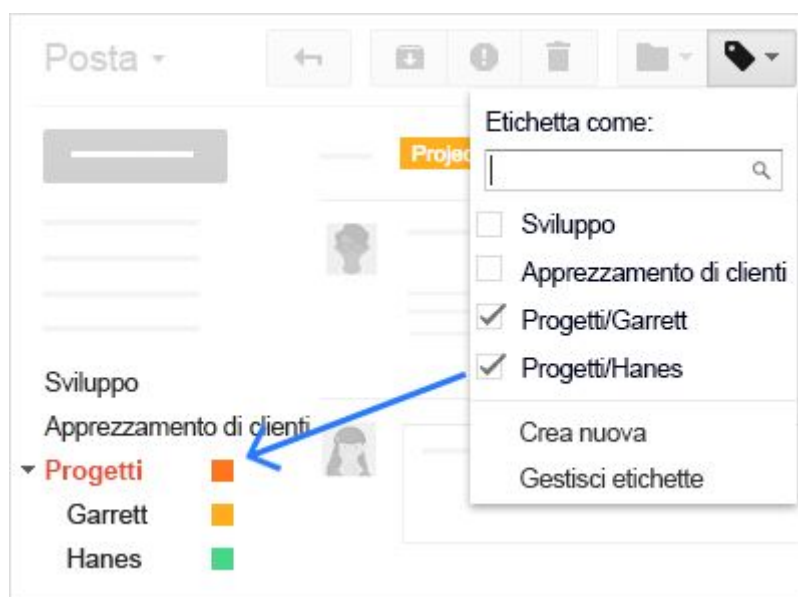 Posta
Etichetta come:
Projec
Sviluppo
Apprezzamento di clienti
Progetti/Garrett
Progetti/Hanes
Crea nuova
Gestisci etichette
Sviluppo
Apprezzamento di clienti
Progetti
Garrett
Hanes